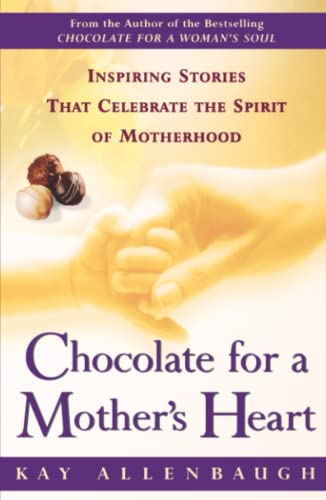 From the Author of the Bestselling
CHOCOLATE FOR A WOMAN'S SOUL
INSPIRING STORIES
THAT CELEBRATE THE SPIRIT
OF MOTHERHOOD
Chocolate for a
Mother's Heart
KAY ALLENBAUGH